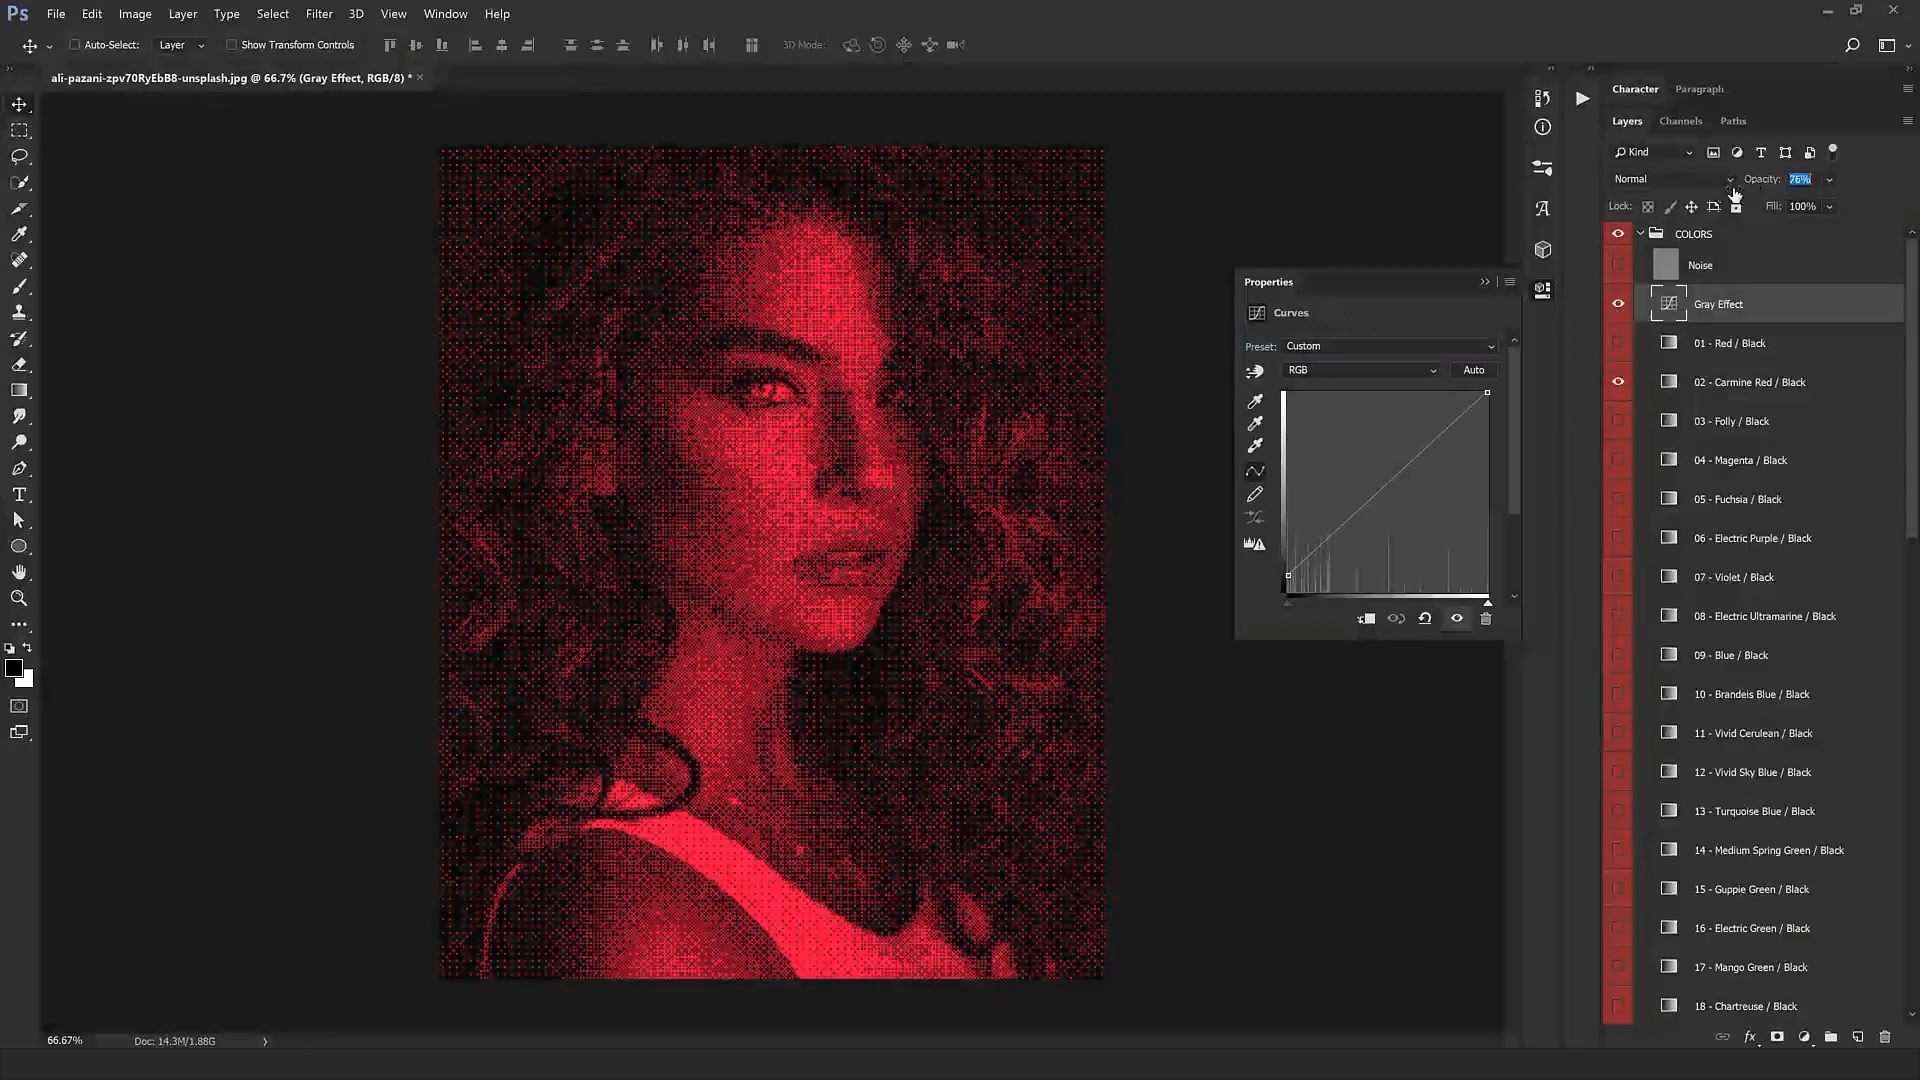 Ps File Edit Image Layer Type Select Filter 3D View Window Help
Auto-Select: Layer Show Transform Controls 3D Mode:
ali-pazani-zpv70RyEbB8-unsplash.jpg @ 66.7% (Gray Effect, RGB/8) * ×
Character Paragraph
Layers Channels Paths
Kind
Normal Opacity: 76%
Lock: Fill: 100%
COLORS
Noise
Gray Effect
01 - Red / Black
02 - Carmine Red / Black
03 - Folly / Black
04 - Magenta / Black
05 - Fuchsia / Black
06 - Electric Purple / Black
07 - Violet / Black
08 - Electric Ultramarine / Black
09 - Blue / Black
10 - Brandeis Blue / Black
11 - Vivid Cerulean / Black
12 - Vivid Sky Blue / Black
13 - Turquoise Blue / Black
14 - Medium Spring Green / Black
15 - Guppie Green / Black
16 - Electric Green / Black
17 - Mango Green / Black
18 - Chartreuse / Black
Properties
Curves
Preset: Custom
RGB Auto
66.67% Doc: 14.3M/1.88G